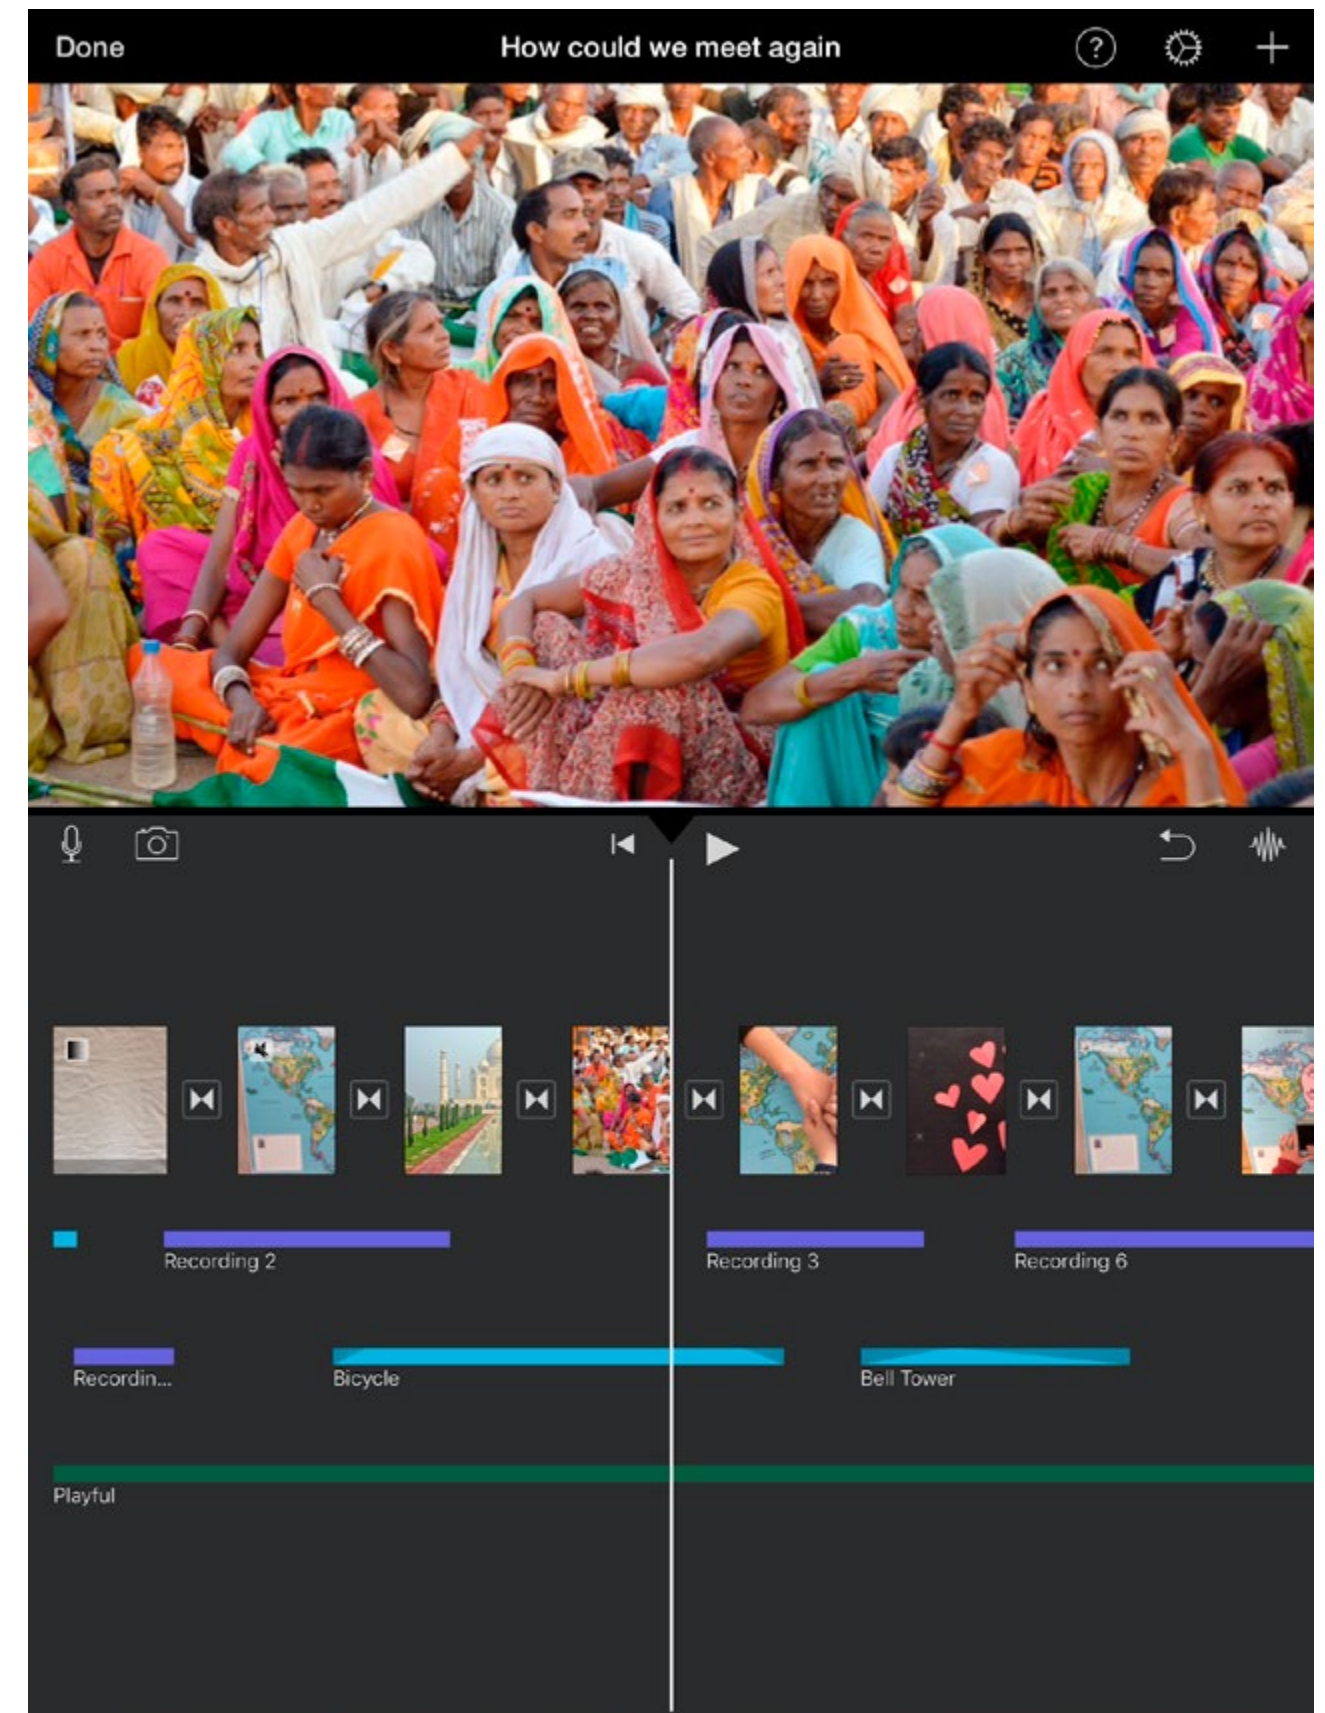 Done
How could we meet again
?
Recording 2
Recording 3
Recording 6
Recordin...
Bicycle
Bell Tower
Playful